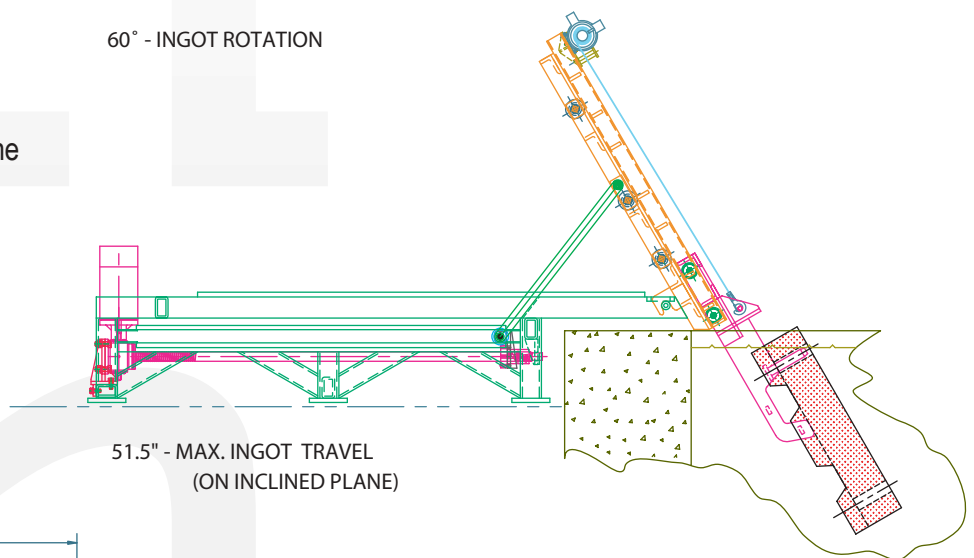 60° - INGOT ROTATION
51.5" - MAX. INGOT TRAVEL
(ON INCLINED PLANE)